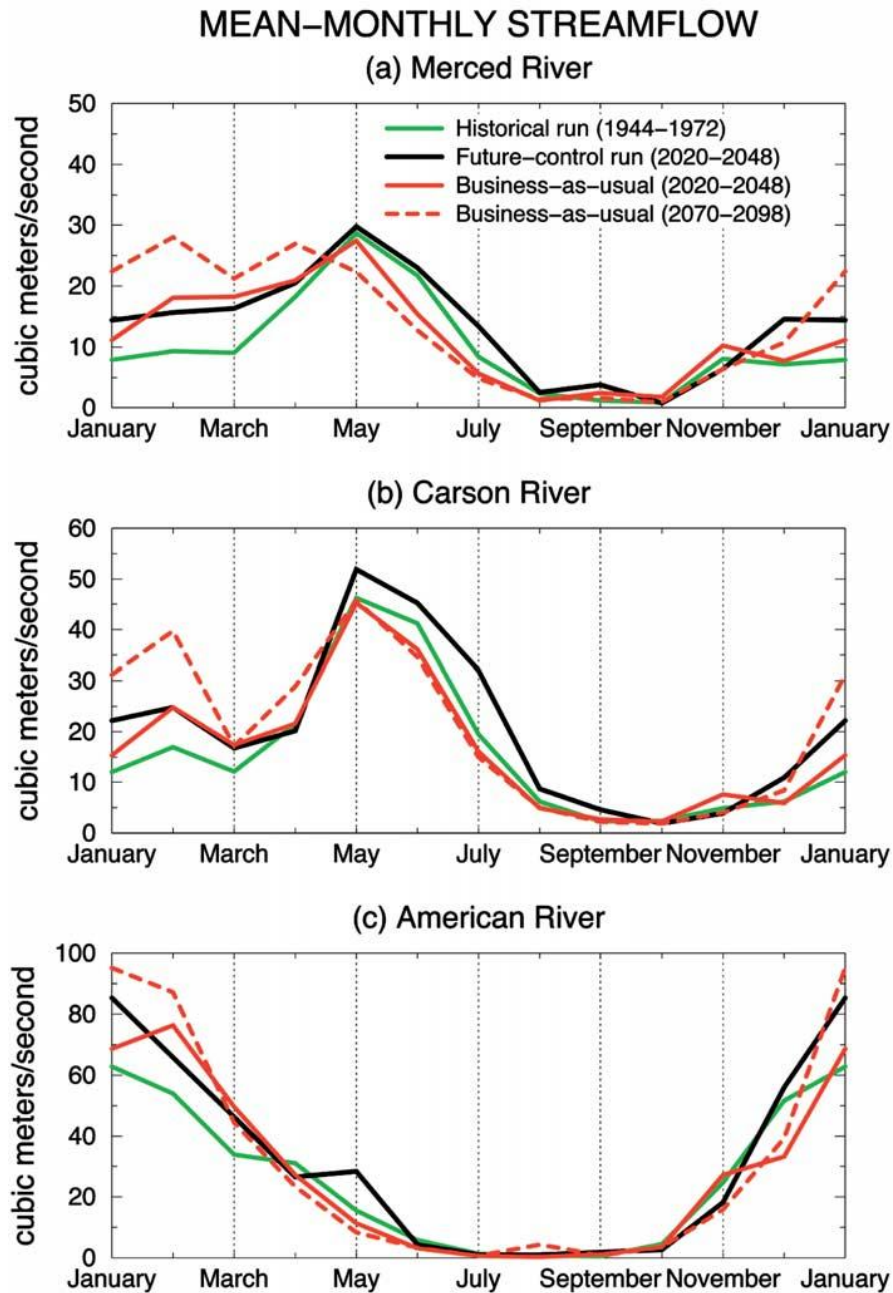 MEAN−MONTHLY STREAMFLOW
(a) Merced River
50
40
30
20
10
0
cubic meters/second
Historical run (1944−1972)
Future−control run (2020−2048)
Business−as−usual (2020−2048)
Business−as−usual (2070−2098)
January March May July September November January
(b) Carson River
60
50
40
30
20
10
0
cubic meters/second
January March May July September November January
(c) American River
100
80
60
40
20
0
cubic meters/second
January March May July September November January